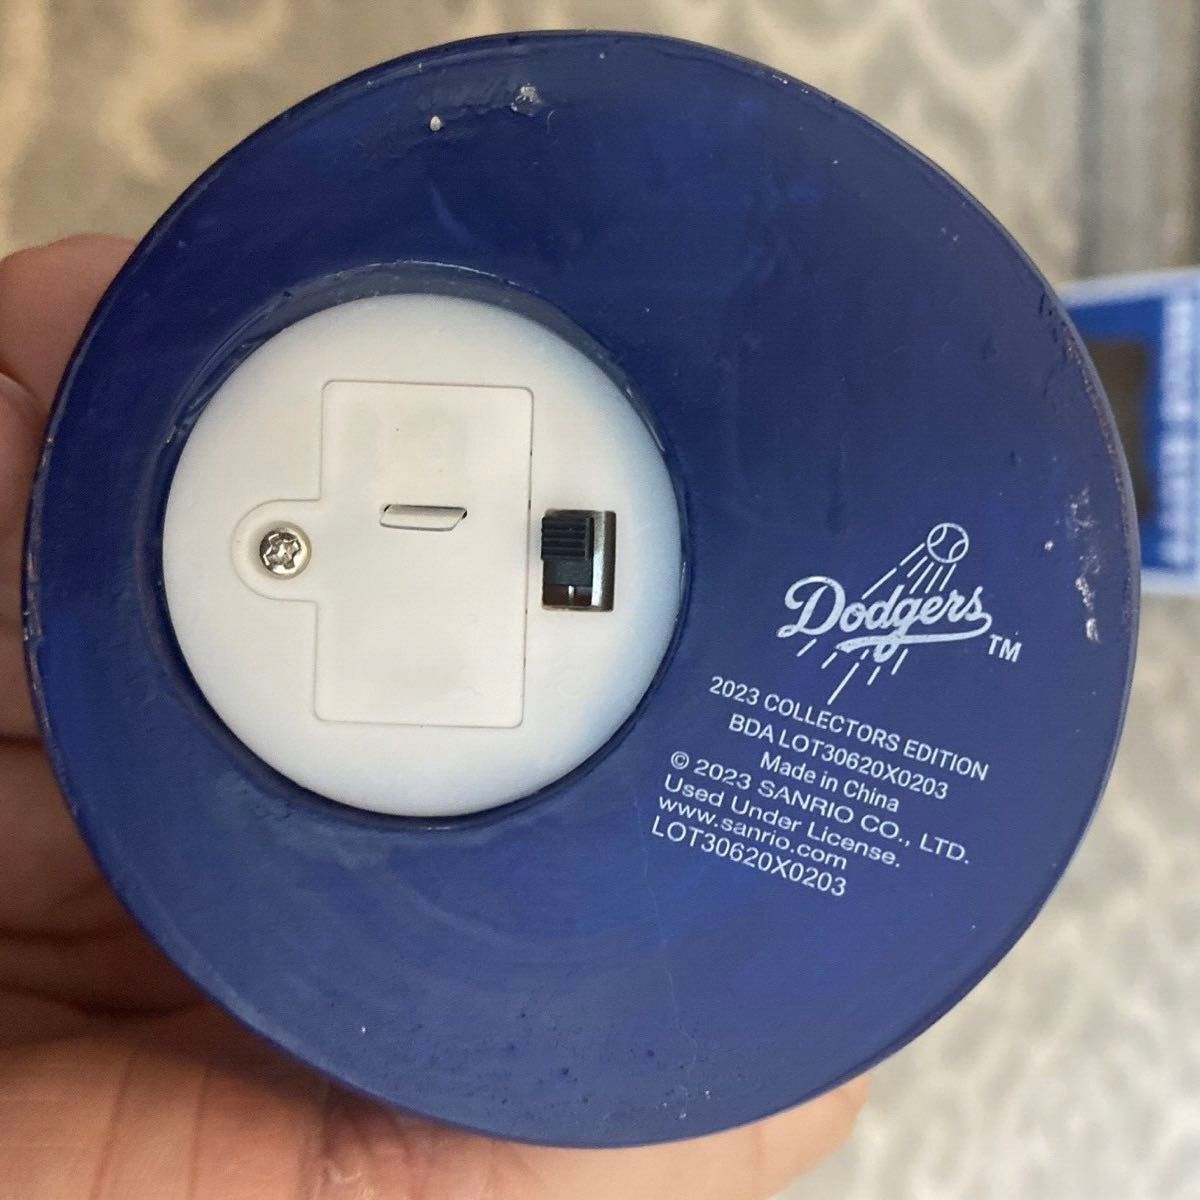 Dodgers TM
2023 COLLECTORS EDITION
BDA LOT30620X0203
Made in China
© 2023 SANRIO CO., LTD.
Used Under License.
www.sanrio.com
LOT30620X0203